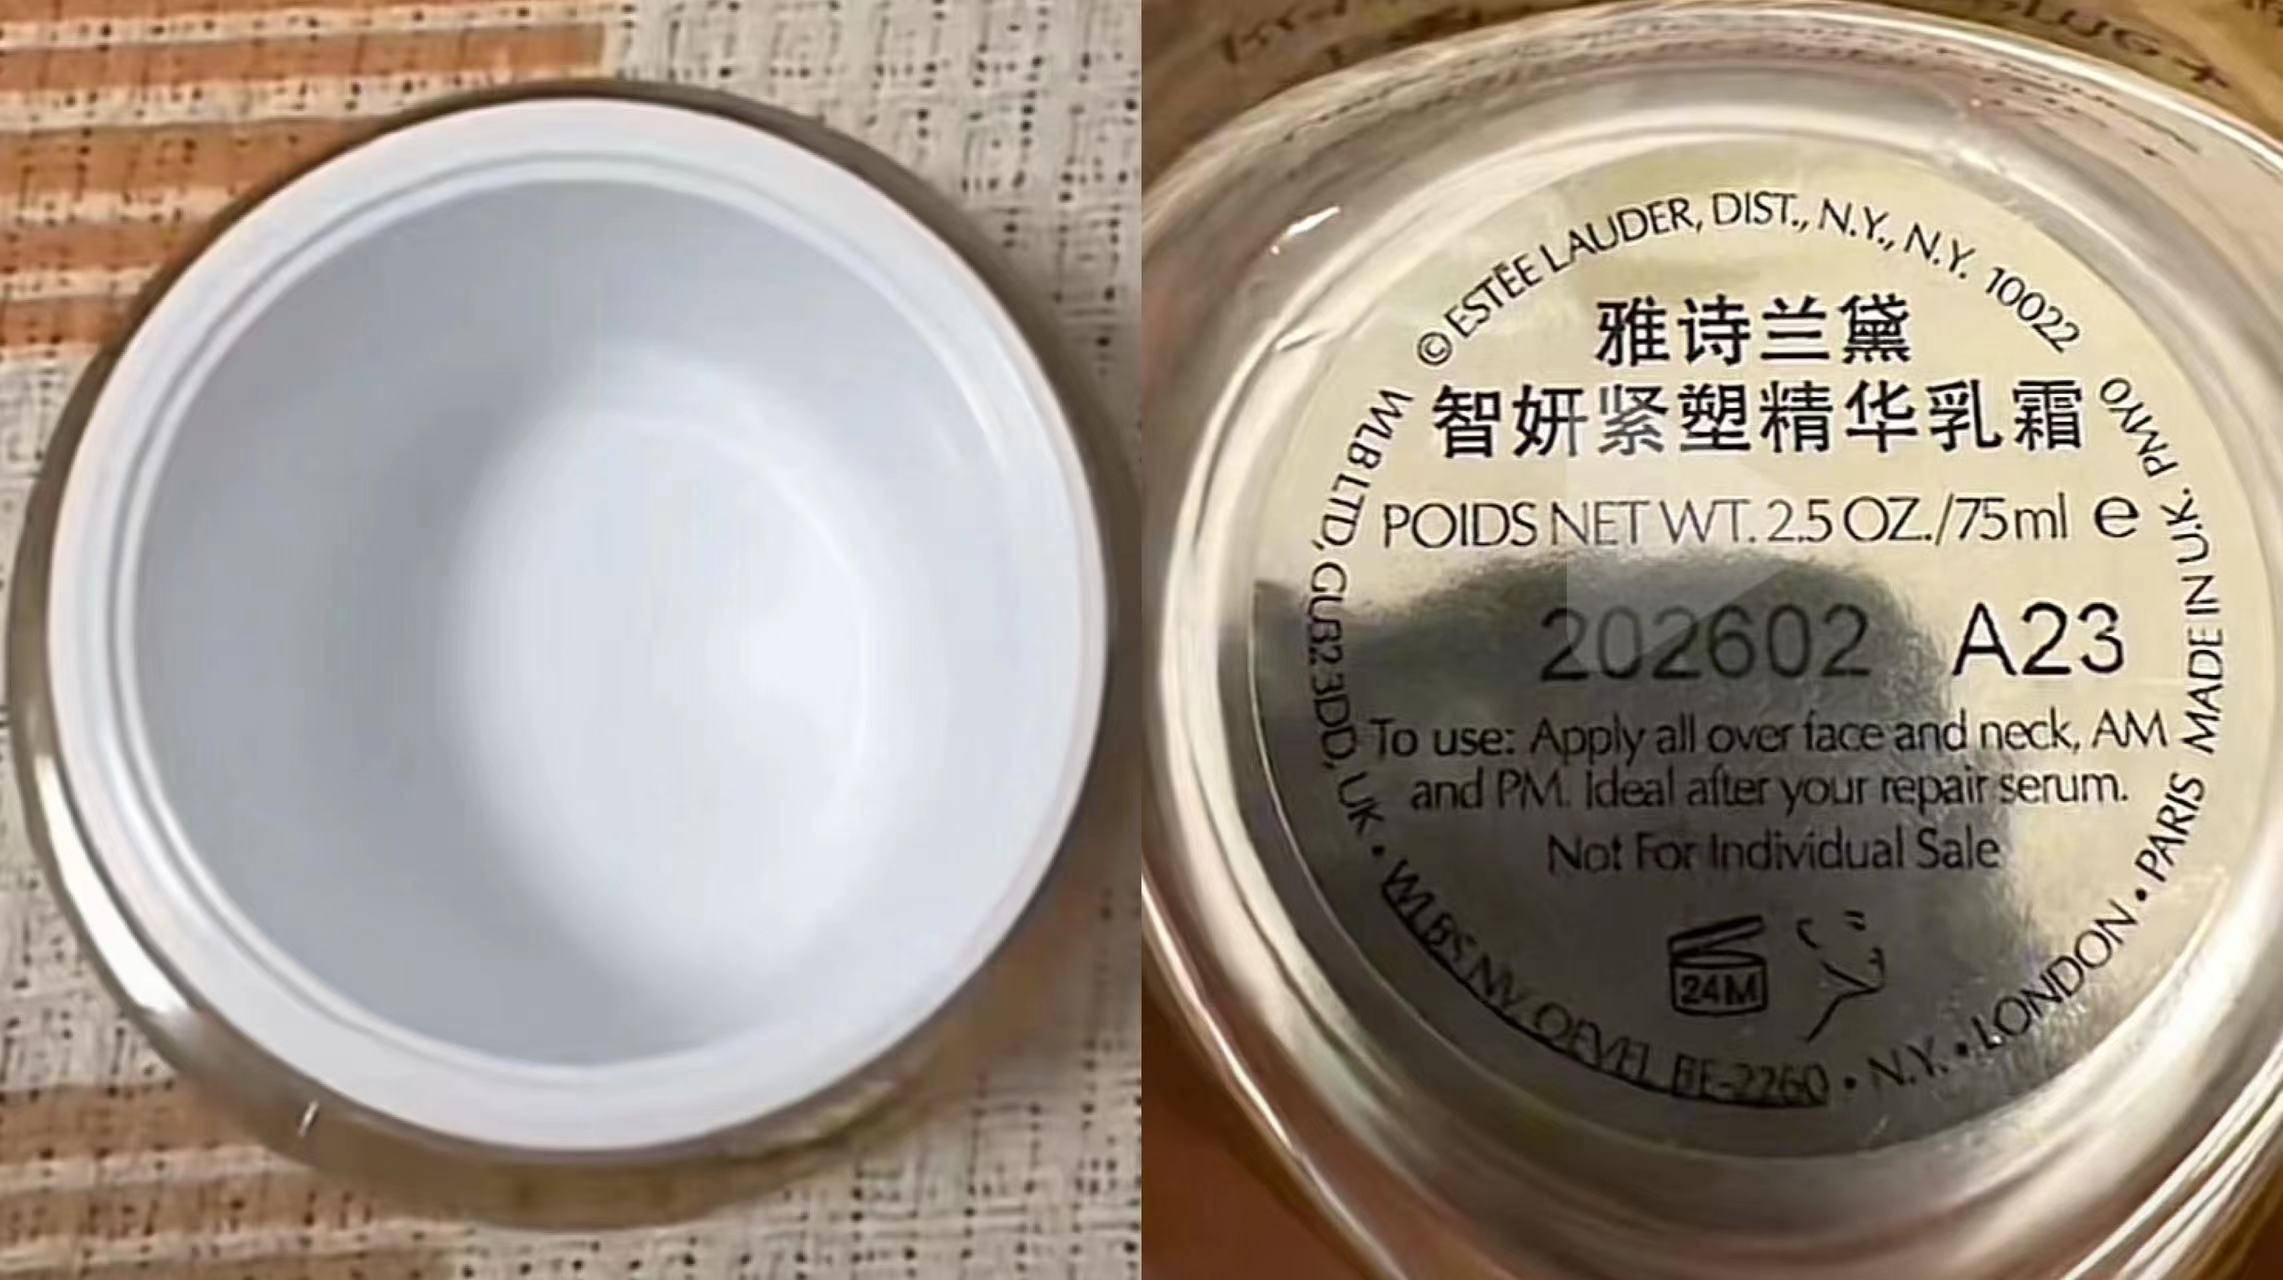 © ESTĒE LAUDER, DIST., N.Y., N.Y. 10022
雅诗兰黛
智妍紧塑精华乳霜
POIDS NET WT. 2.5 OZ./75ml e
202602 A23
To use: Apply all over face and neck, AM
and PM. Ideal after your repair serum.
Not For Individual Sale
24M
WLB LTD, GU32 3DD, UK • WLBS NV, OEVEL BE-2260 • N.Y. • LONDON • PARIS MADE IN U.K. PMYO